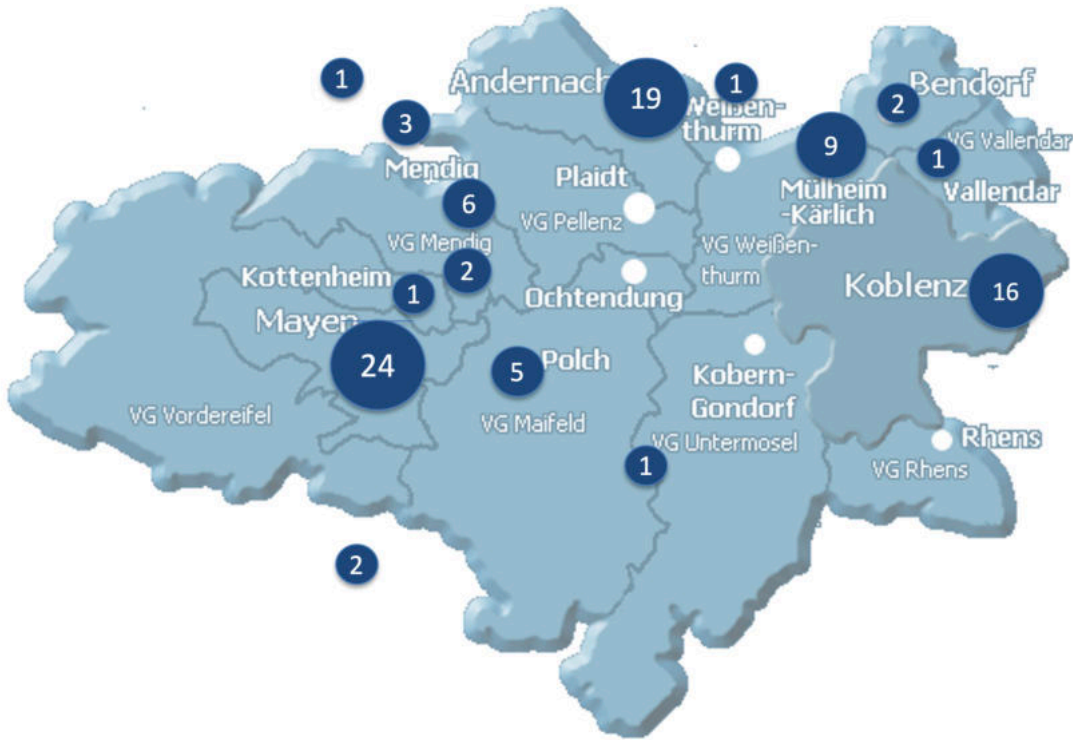 1
3
Andernach
19
1
Weißen-
thurm
2
Bendorf
9
VG Vallendar
1
Vallendar
Mendig
6
Plaidt
VG Pellenz
Mülheim
-Kärlich
VG Mendig
2
VG Weißen-
thurm
Kottenheim
1
Ochtendung
Koblenz
16
Mayen
24
5
Polch
Kobern-
Gondorf
VG Vordereifel
VG Maifeld
VG Untermosel
1
Rhens
VG Rhens
2